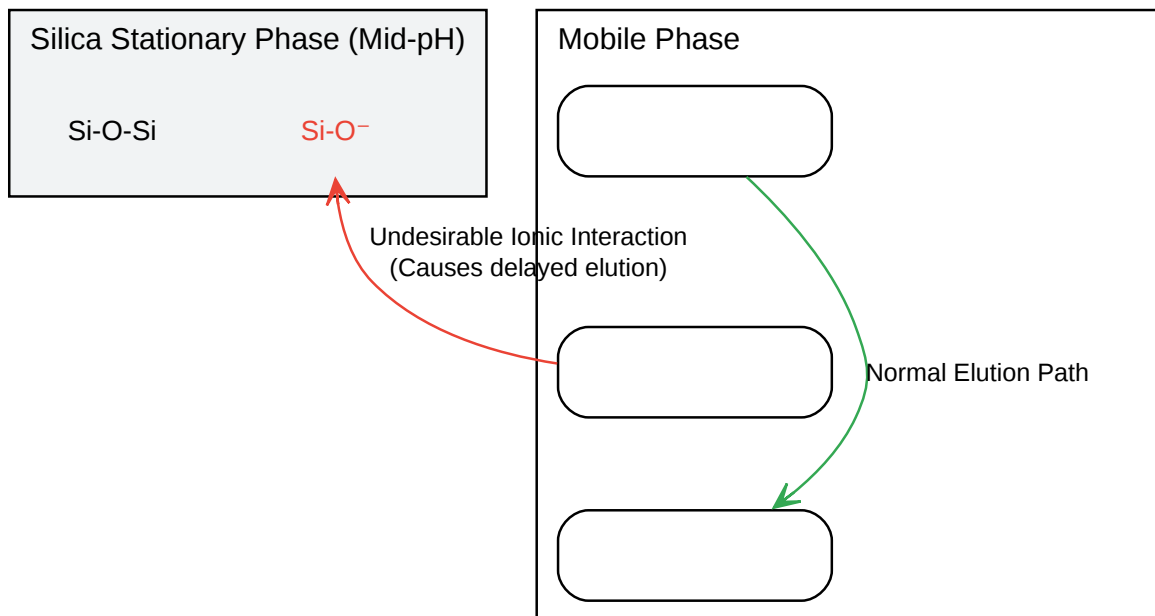 Silica Stationary Phase (Mid-pH)
Mobile Phase
Si-O-Si
Si-O⁻
Undesirable Ionic Interaction
(Causes delayed elution)
Normal Elution Path